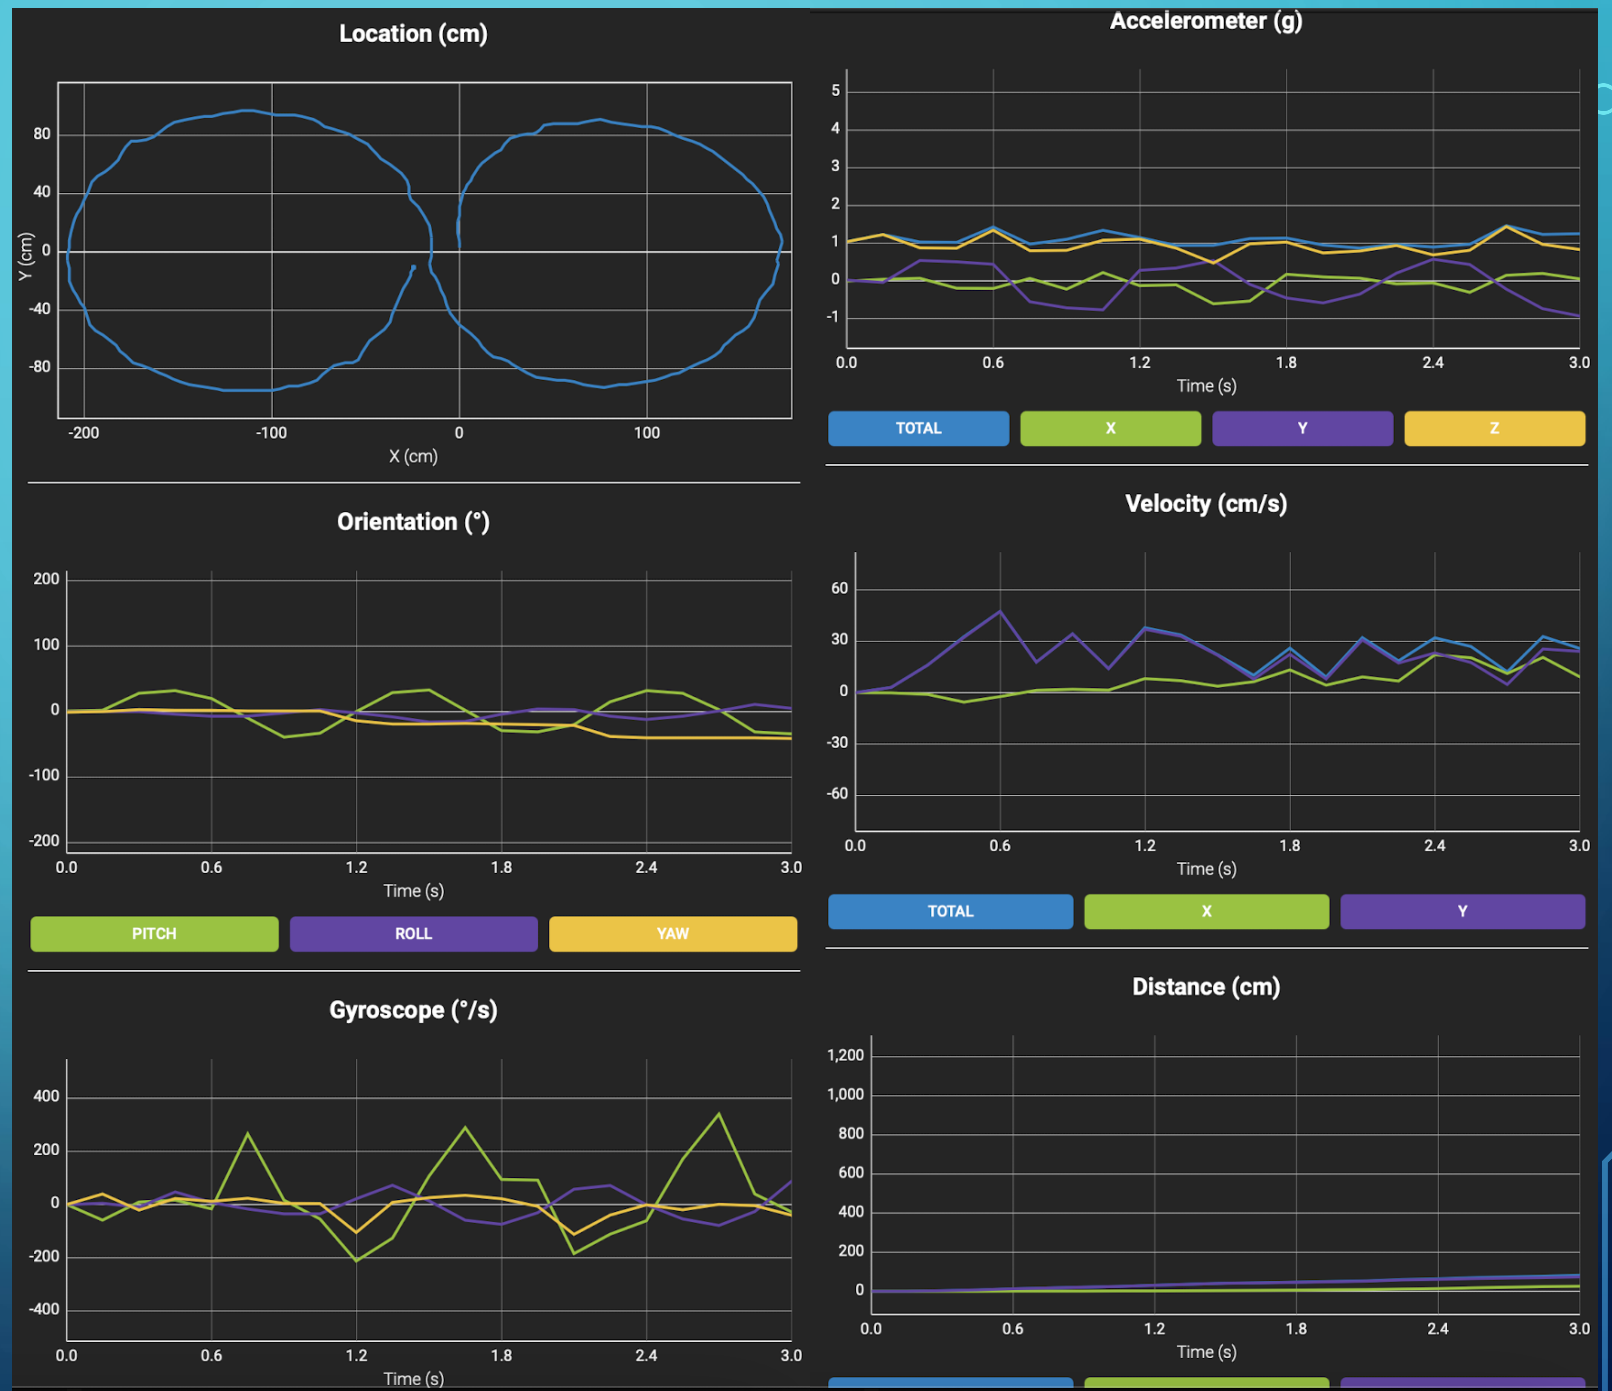 Location (cm)
80
40
0
-40
-80
Y (cm)
-200 -100 0 100
X (cm)
Orientation (°)
200
100
0
-100
-200
0.0 0.6 1.2 1.8 2.4 3.0
Time (s)
PITCH ROLL YAW
Gyroscope (°/s)
400
200
0
-200
-400
0.0 0.6 1.2 1.8 2.4 3.0
Time (s)
Accelerometer (g)
5
4
3
2
1
0
-1
0.0 0.6 1.2 1.8 2.4 3.0
Time (s)
TOTAL X Y Z
Velocity (cm/s)
60
30
0
-30
-60
0.0 0.6 1.2 1.8 2.4 3.0
Time (s)
TOTAL X Y
Distance (cm)
1,200
1,000
800
600
400
200
0
0.0 0.6 1.2 1.8 2.4 3.0
Time (s)